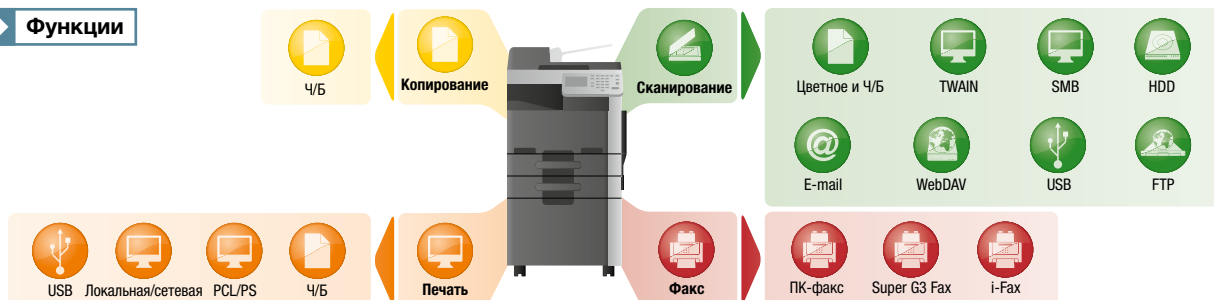 Функции
Ч/Б
Копирование
Сканирование
Цветное и Ч/Б
TWAIN
SMB
HDD
@
E-mail
WebDAV
USB
FTP
USB
Локальная/сетевая
PCL/PS
Ч/Б
Печать
Факс
ПК-факс
Super G3 Fax
i-Fax